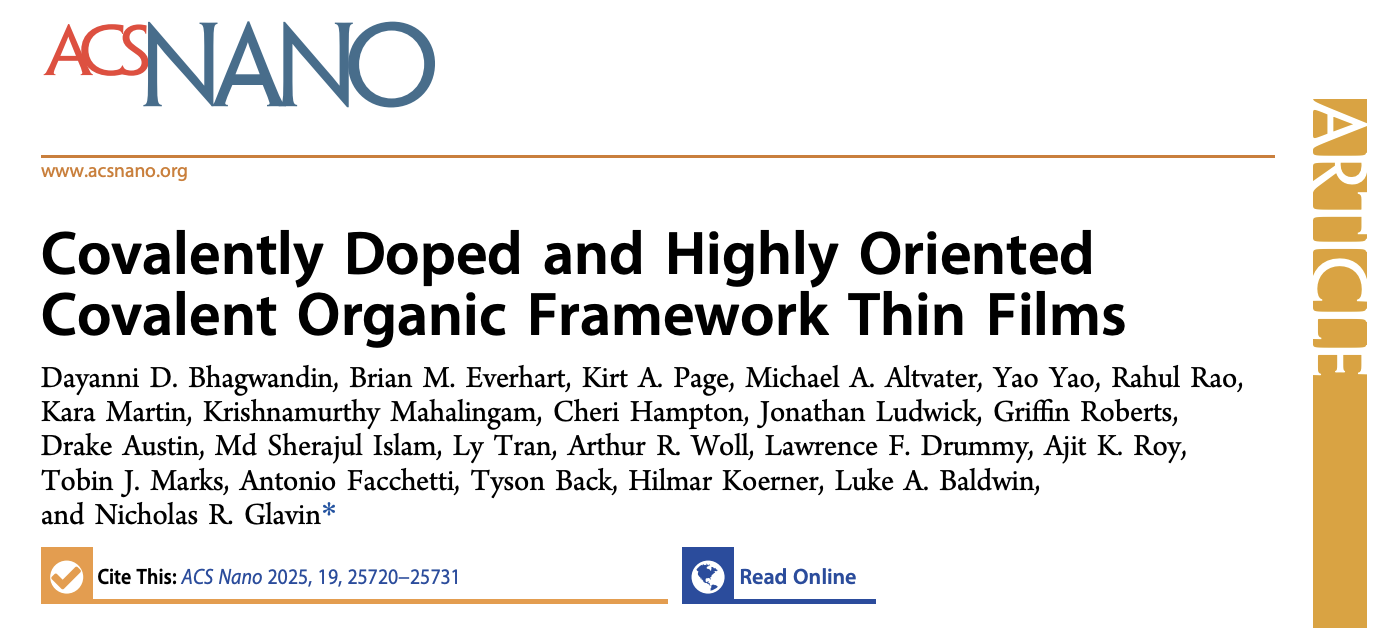 ACS NANO
www.acsnano.org
ARTICLE
Covalently Doped and Highly Oriented
Covalent Organic Framework Thin Films
Dayanni D. Bhagwandin, Brian M. Everhart, Kirt A. Page, Michael A. Altvater, Yao Yao, Rahul Rao,
Kara Martin, Krishnamurthy Mahalingam, Cheri Hampton, Jonathan Ludwick, Griffin Roberts,
Drake Austin, Md Sherajul Islam, Ly Tran, Arthur R. Woll, Lawrence F. Drummy, Ajit K. Roy,
Tobin J. Marks, Antonio Facchetti, Tyson Back, Hilmar Koerner, Luke A. Baldwin,
and Nicholas R. Glavin*
Cite This: ACS Nano 2025, 19, 25720–25731
Read Online